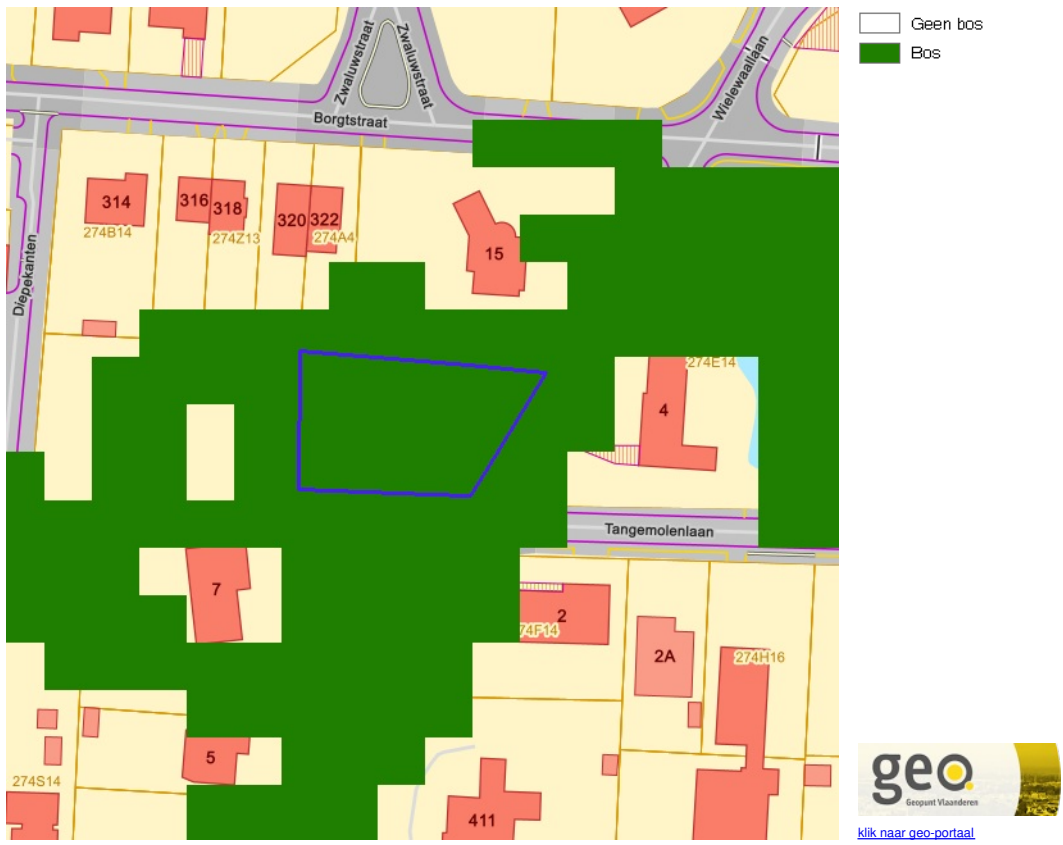 Geen bos
Bos
Zwaluwstraat
Zwaluwstraat
Wielewaallaan
Borgtstraat
314
316
318
320
322
274B14
274Z13
274A4
15
Diepekanten
274E14
4
Tangemolenlaan
7
2
74F14
2A
274H16
5
274S14
411
geo
Geopunt Vlaanderen
klik naar geo-portaal